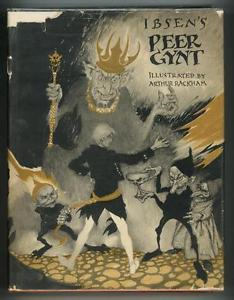 IBSEN'S
PEER
GYNT
ILLUSTRATED BY
ARTHUR RACKHAM